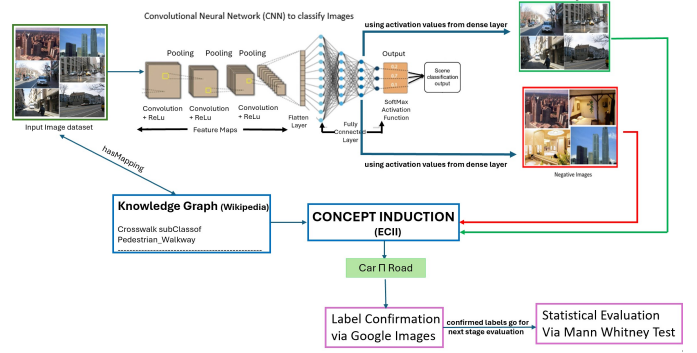 Convolutional Neural Network (CNN) to classify Images
using activation values from dense layer
Pooling
Pooling
Pooling
Output
Scene
classification
output
Convolution
+ ReLu
Convolution
+ ReLu
Convolution
+ ReLu
Flatten
Layer
SoftMax
Activation
Function
Fully
Connected
Layer
Feature Maps
Input Image dataset
using activation values from dense layer
Negative Images
hasMapping
Knowledge Graph (Wikipedia)
Crosswalk subClassof
Pedestrian_Walkway
CONCEPT INDUCTION
(ECII)
Car Π Road
Label Confirmation
via Google Images
confirmed labels go for
next stage evaluation
Statistical Evaluation
Via Mann Whitney Test